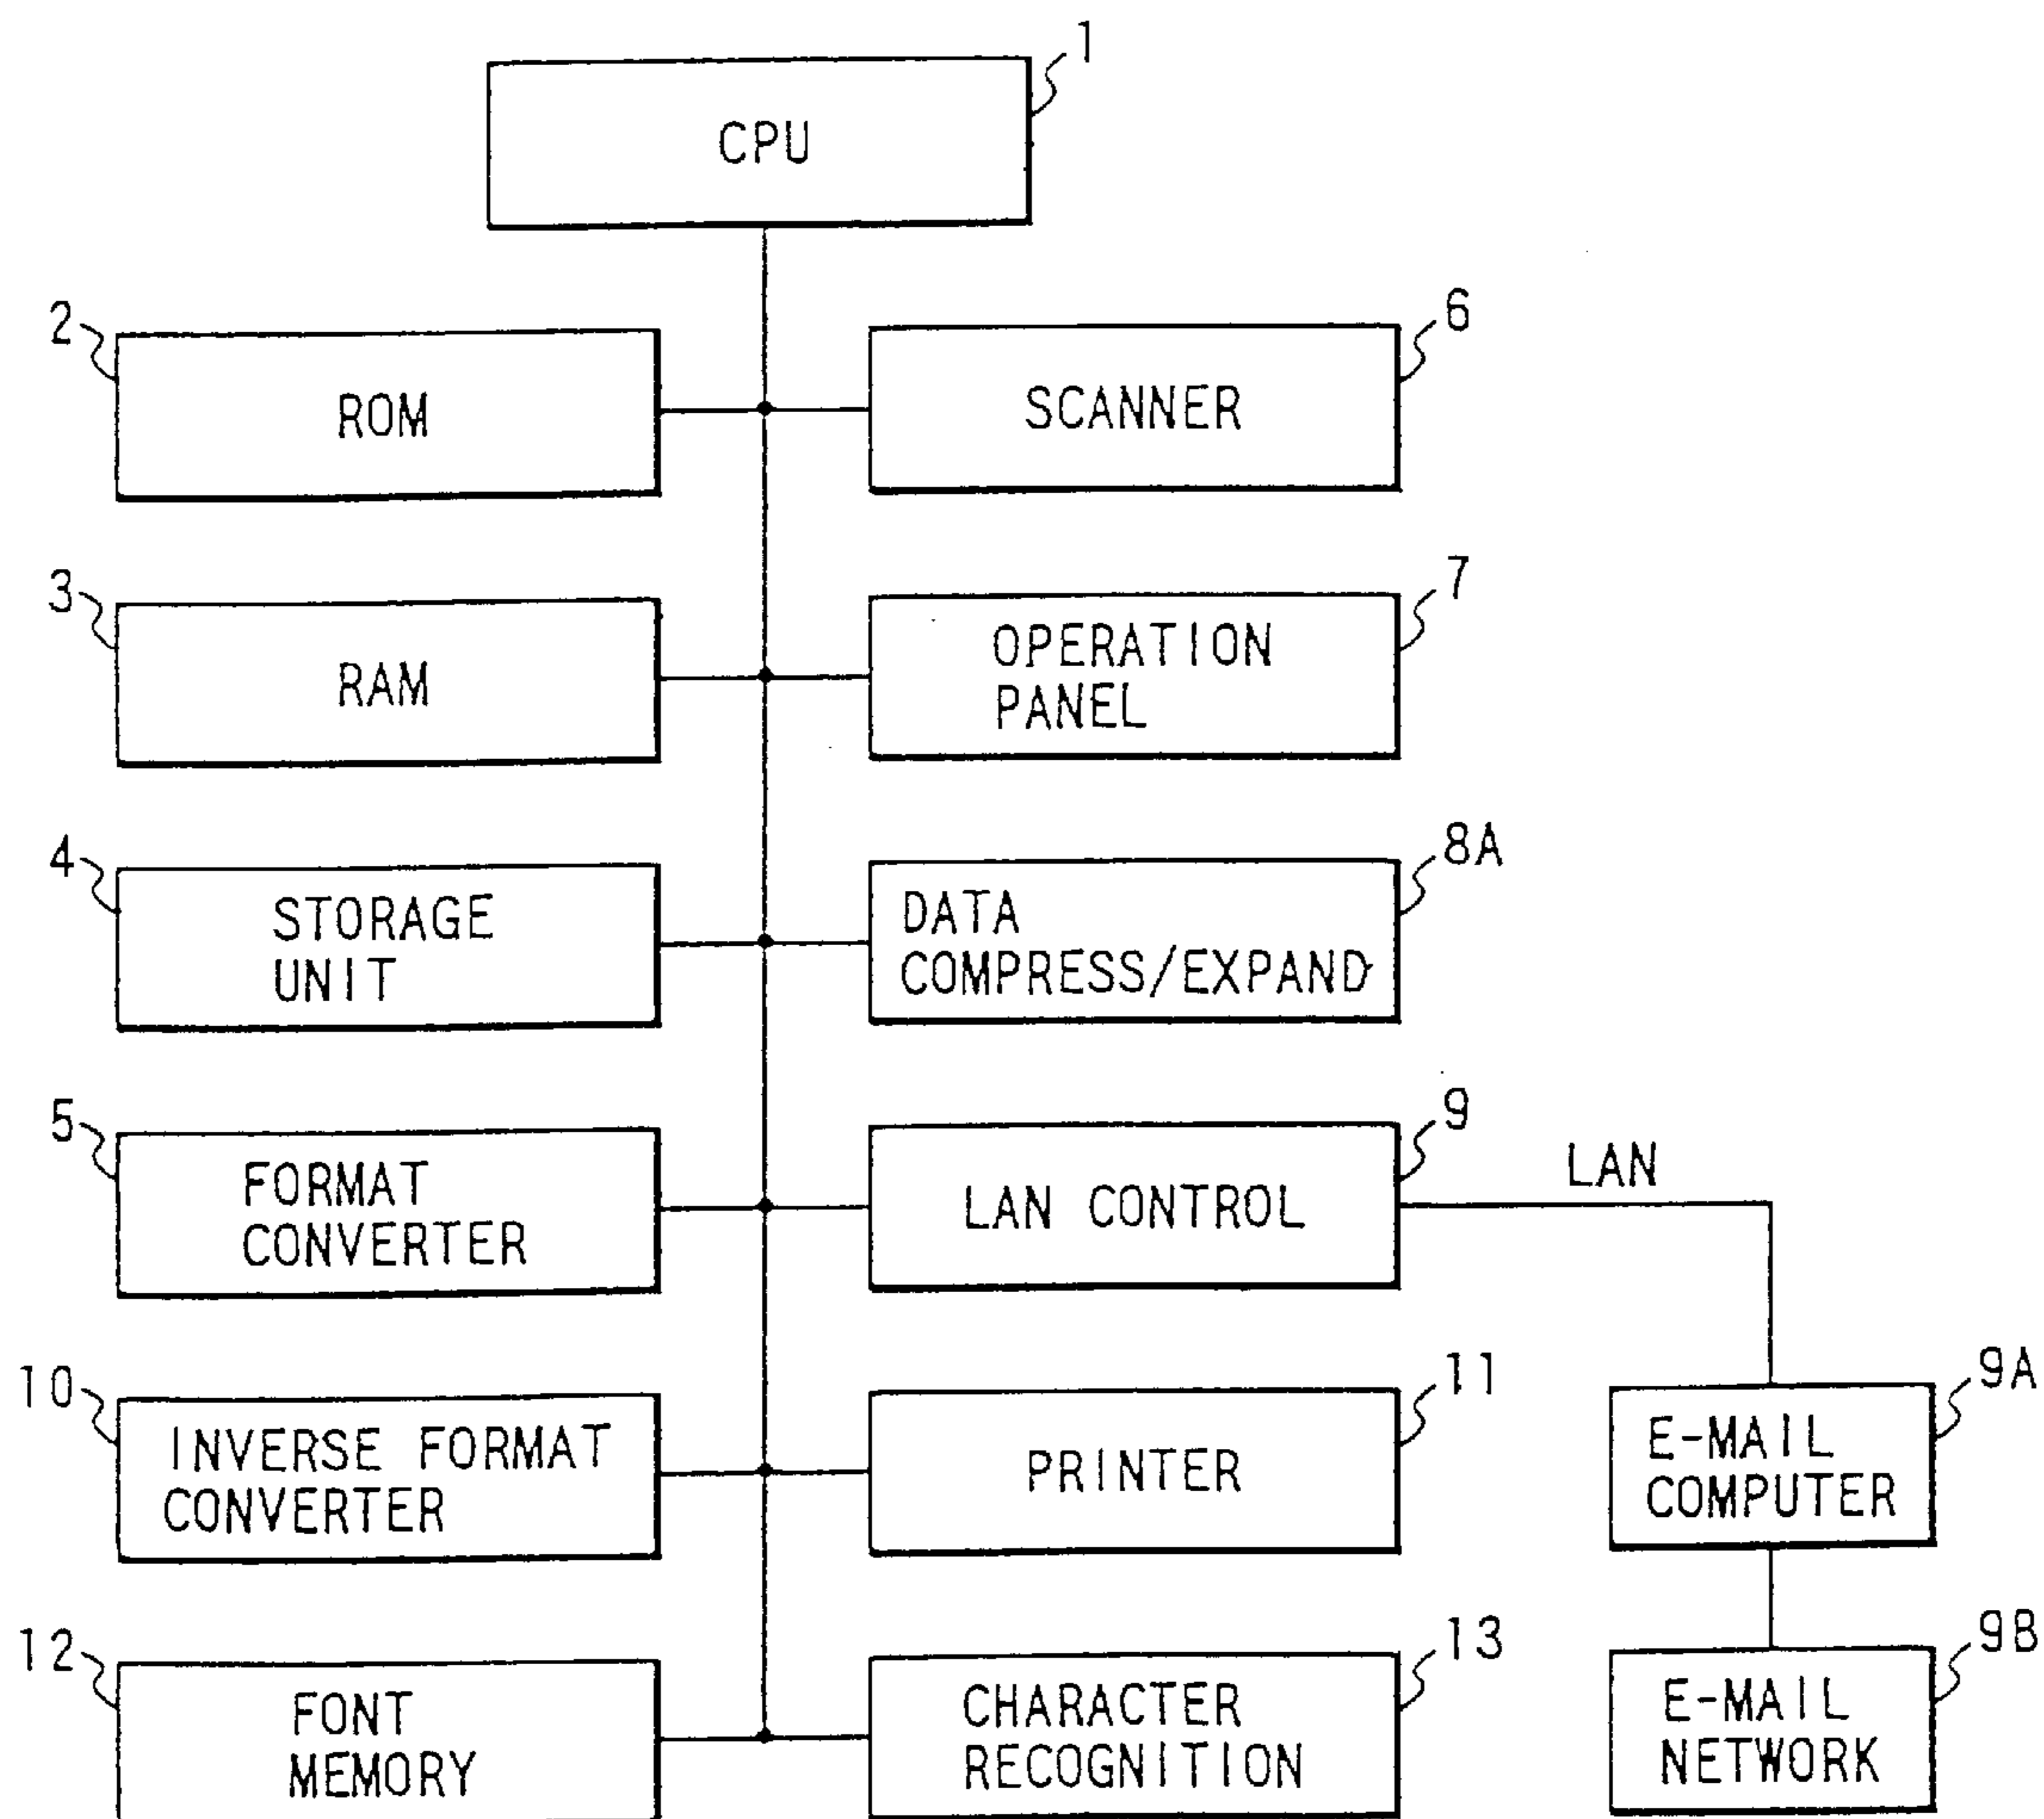 1
CPU
2
ROM
6
SCANNER
3
RAM
7
OPERATION
PANEL
4
STORAGE
UNIT
8A
DATA
COMPRESS/EXPAND
5
FORMAT
CONVERTER
9
LAN CONTROL
LAN
10
INVERSE FORMAT
CONVERTER
11
PRINTER
9A
E-MAIL
COMPUTER
12
FONT
MEMORY
13
CHARACTER
RECOGNITION
9B
E-MAIL
NETWORK